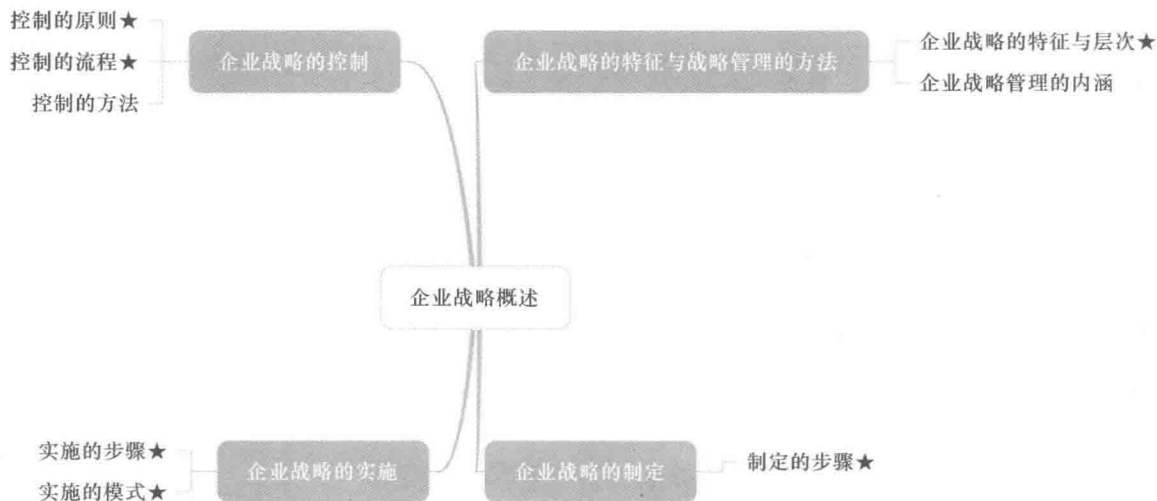 控制的原则★
控制的流程★
控制的方法
企业战略的控制
企业战略的特征与战略管理的方法
企业战略的特征与层次★
企业战略管理的内涵
企业战略概述
实施的步骤★
实施的模式★
企业战略的实施
企业战略的制定
制定的步骤★